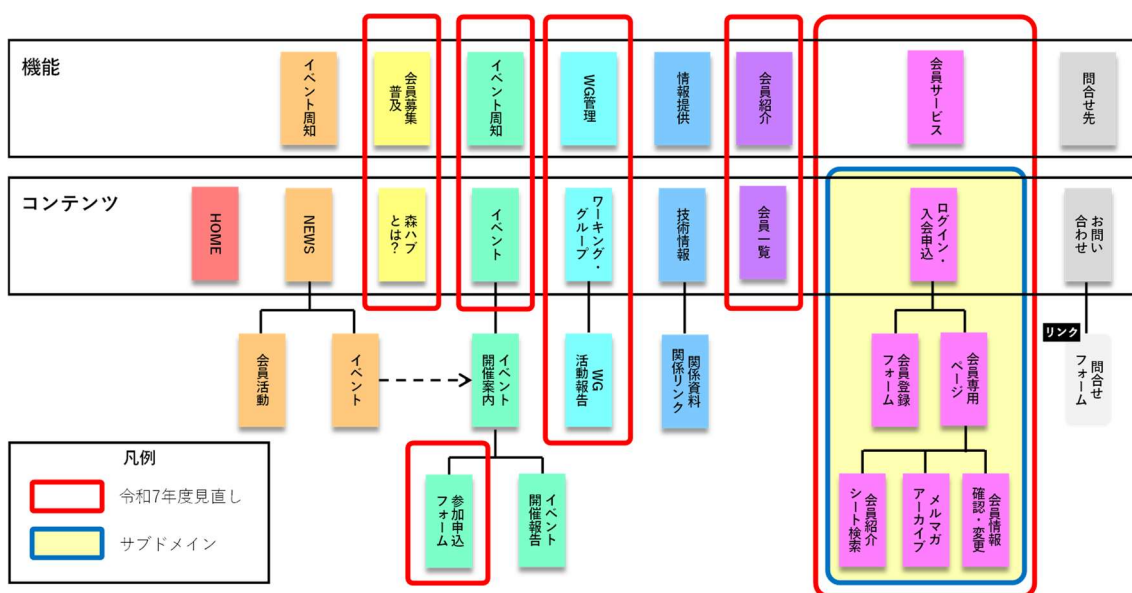 機能
イベント周知
会員募集
普及
イベント周知
WG管理
情報提供
会員紹介
会員サービス
問合せ先
コンテンツ
HOME
NEWS
森ハブ
とは？
イベント
ワーキング・
グループ
技術情報
会員一覧
ログイン・
入会申込
お問い
合わせ
会員活動
イベント
イベント
開催案内
WG
活動報告
関係資料
関係リンク
会員登録
フォーム
会員専用
ページ
リンク
問合せ
フォーム
参加申込
フォーム
イベント
開催報告
会員紹介
シート検索
メルマガ
アーカイブ
会員情報
確認・変更
凡例
令和7年度見直し
サブドメイン